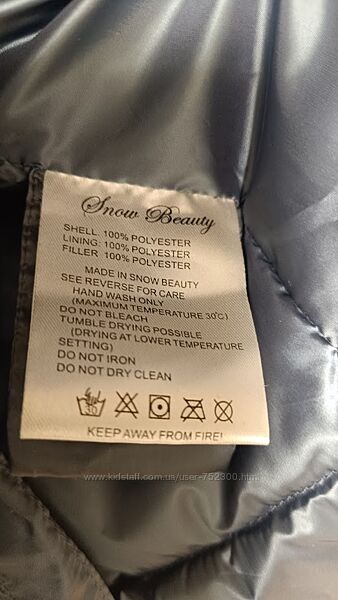 Snow Beauty
SHELL: 100% POLYESTER
LINING: 100% POLYESTER
FILLER: 100% POLYESTER
MADE IN SNOW BEAUTY
SEE REVERSE FOR CARE
HAND WASH ONLY
(MAXIMUM TEMPERATURE 30°C)
DO NOT BLEACH
TUMBLE DRYING POSSIBLE
(DRYING AT LOWER TEMPERATURE
SETTING)
DO NOT IRON
DO NOT DRY CLEAN
30
KEEP AWAY FROM FIRE!
www.kidstaff.com.ua/user-752300.html